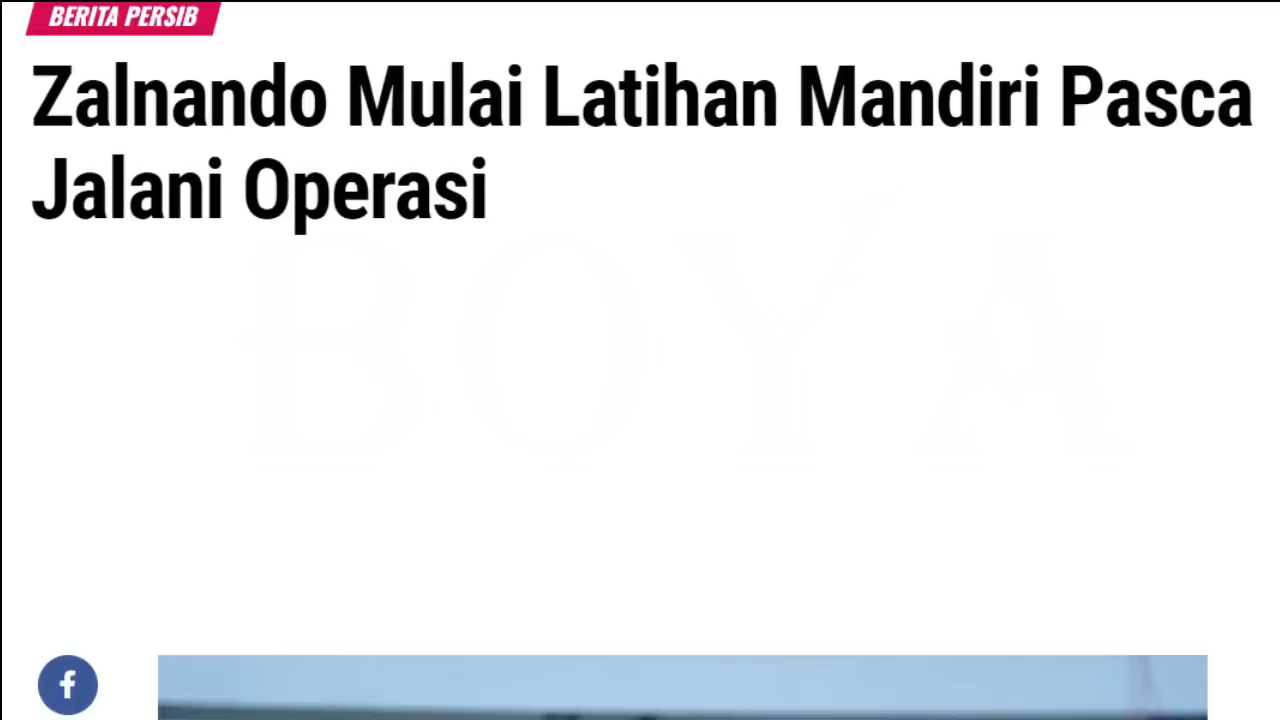 BERITA PERSIB
Zalnando Mulai Latihan Mandiri Pasca
Jalani Operasi
BOYA
f